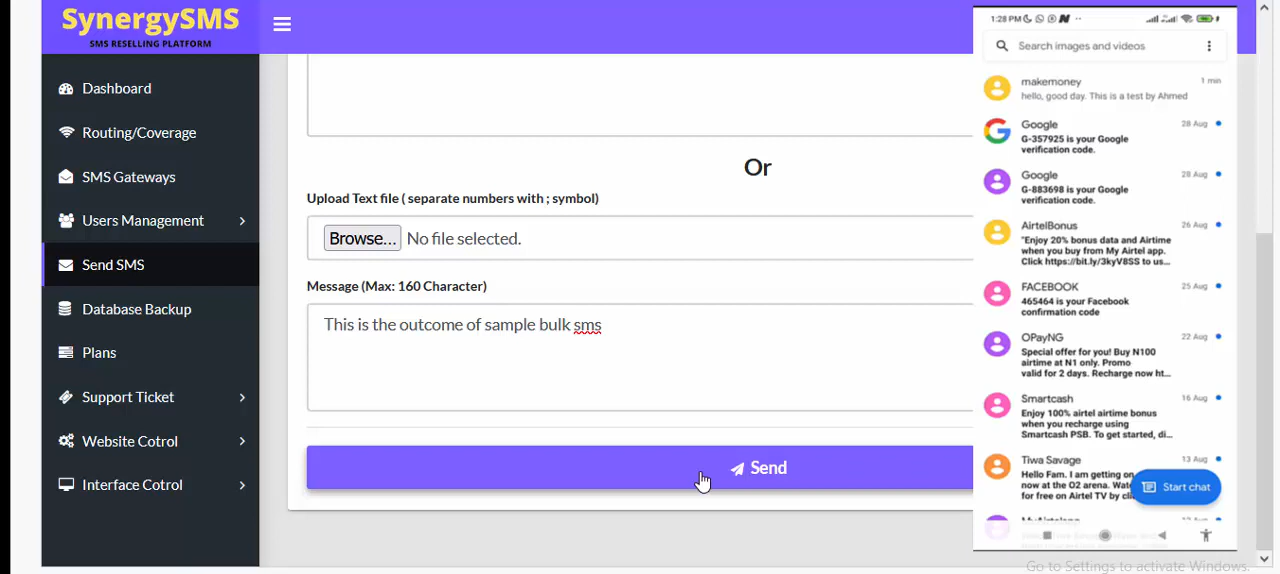 SynergySMS
SMS RESELLING PLATFORM
Dashboard
Routing/Coverage
SMS Gateways
Users Management
Send SMS
Database Backup
Plans
Support Ticket
Website Cotrol
Interface Cotrol
Or
Upload Text file ( separate numbers with ; symbol)
Browse... No file selected.
Message (Max: 160 Character)
This is the outcome of sample bulk sms
Send
1:28 PM
Search images and videos
makemoney 1 min
hello, good day. This is a test by Ahmed
Google 28 Aug
G-357925 is your Google
verification code.
Google 28 Aug
G-883698 is your Google
verification code.
AirtelBonus 26 Aug
"Enjoy 20% bonus data and Airtime
when you buy from My Airtel app.
Click https://bit.ly/3kyV8SS to us...
FACEBOOK 25 Aug
465464 is your Facebook
confirmation code
OPayNG 22 Aug
Special offer for you! Buy N100
airtime at N1 only. Promo
valid for 2 days. Recharge now ht...
Smartcash 16 Aug
Enjoy 100% airtel airtime bonus
when you recharge using
Smartcash PSB. To get started, di...
Tiwa Savage 13 Aug
Hello Fam. I am getting on
now at the O2 arena.
for free on Airtel TV by
Start chat
Go to Settings to activate Windows.